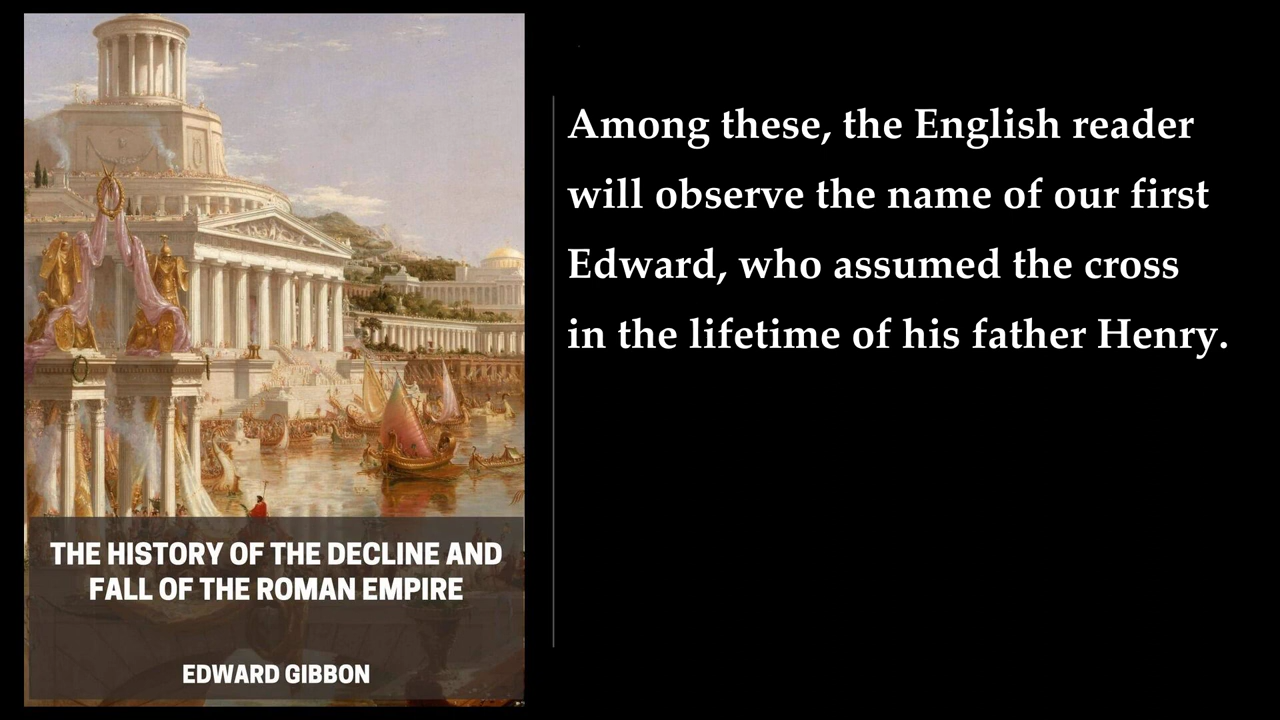 THE HISTORY OF THE DECLINE AND
FALL OF THE ROMAN EMPIRE
EDWARD GIBBON
Among these, the English reader
will observe the name of our first
Edward, who assumed the cross
in the lifetime of his father Henry.